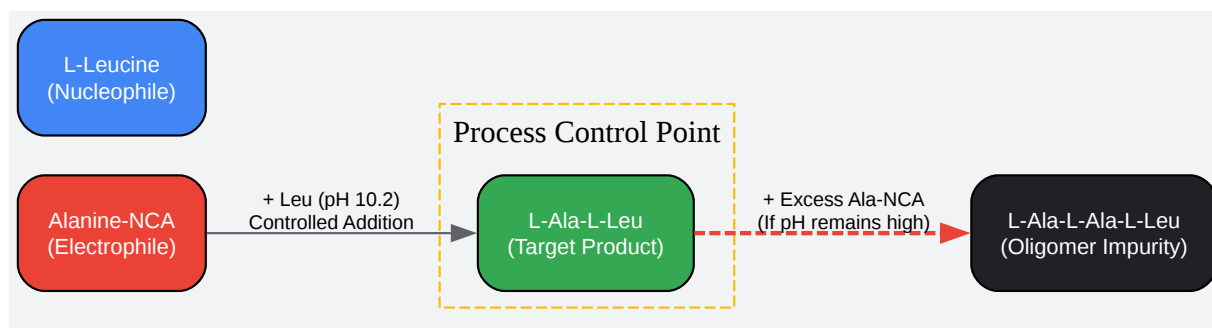 L-Leucine
(Nucleophile)
Process Control Point
Alanine-NCA
(Electrophile)
+ Leu (pH 10.2)
Controlled Addition
L-Ala-L-Leu
(Target Product)
+ Excess Ala-NCA
(If pH remains high)
L-Ala-L-Ala-L-Leu
(Oligomer Impurity)